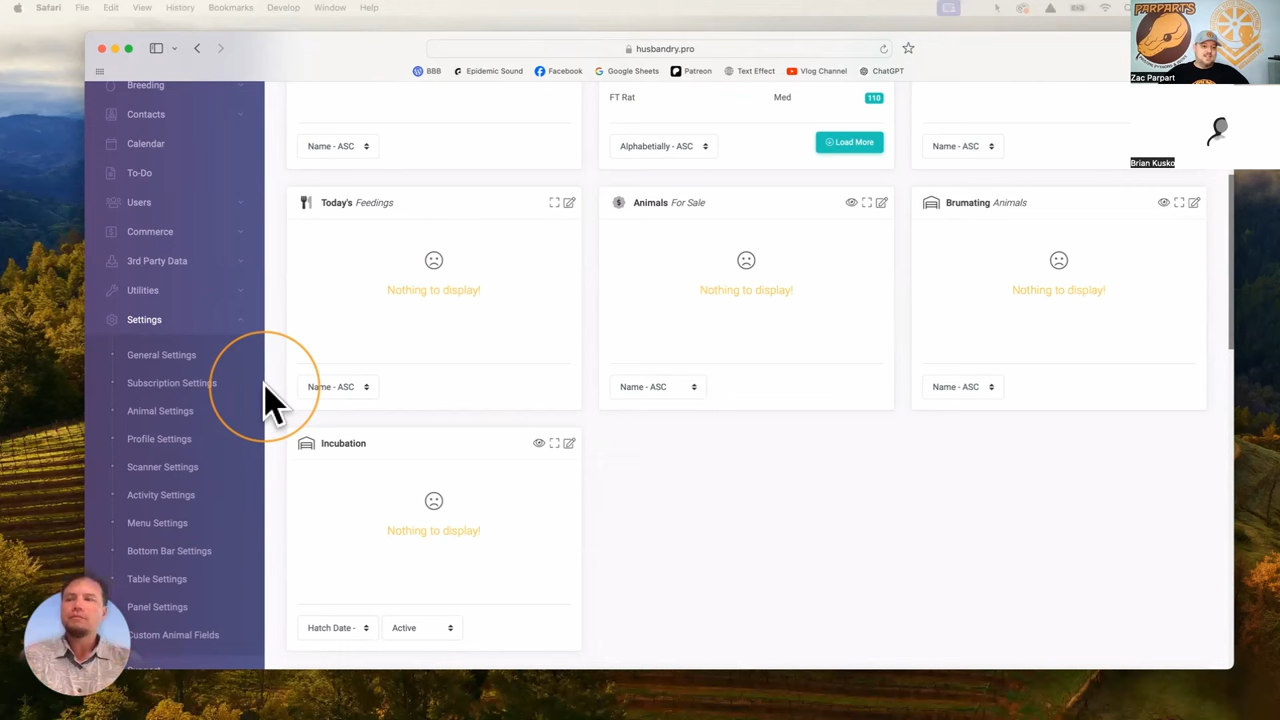 Safari File Edit View History Bookmarks Develop Window Help
husbandry.pro
BBB Epidemic Sound Facebook Google Sheets Patreon Text Effect Vlog Channel ChatGPT
PARPART'S
Zac Parpart
Brian Kusko
Breeding
Contacts
Calendar
To-Do
Users
Commerce
3rd Party Data
Utilities
Settings
General Settings
Subscription Settings
Animal Settings
Profile Settings
Scanner Settings
Activity Settings
Menu Settings
Bottom Bar Settings
Table Settings
Panel Settings
Custom Animal Fields
Support
FT Rat Med 110
Name - ASC
Alphabetially - ASC
Load More
Name - ASC
Today's Feedings
Nothing to display!
Name - ASC
Animals For Sale
Nothing to display!
Name - ASC
Brumating Animals
Nothing to display!
Name - ASC
Incubation
Nothing to display!
Hatch Date -
Active